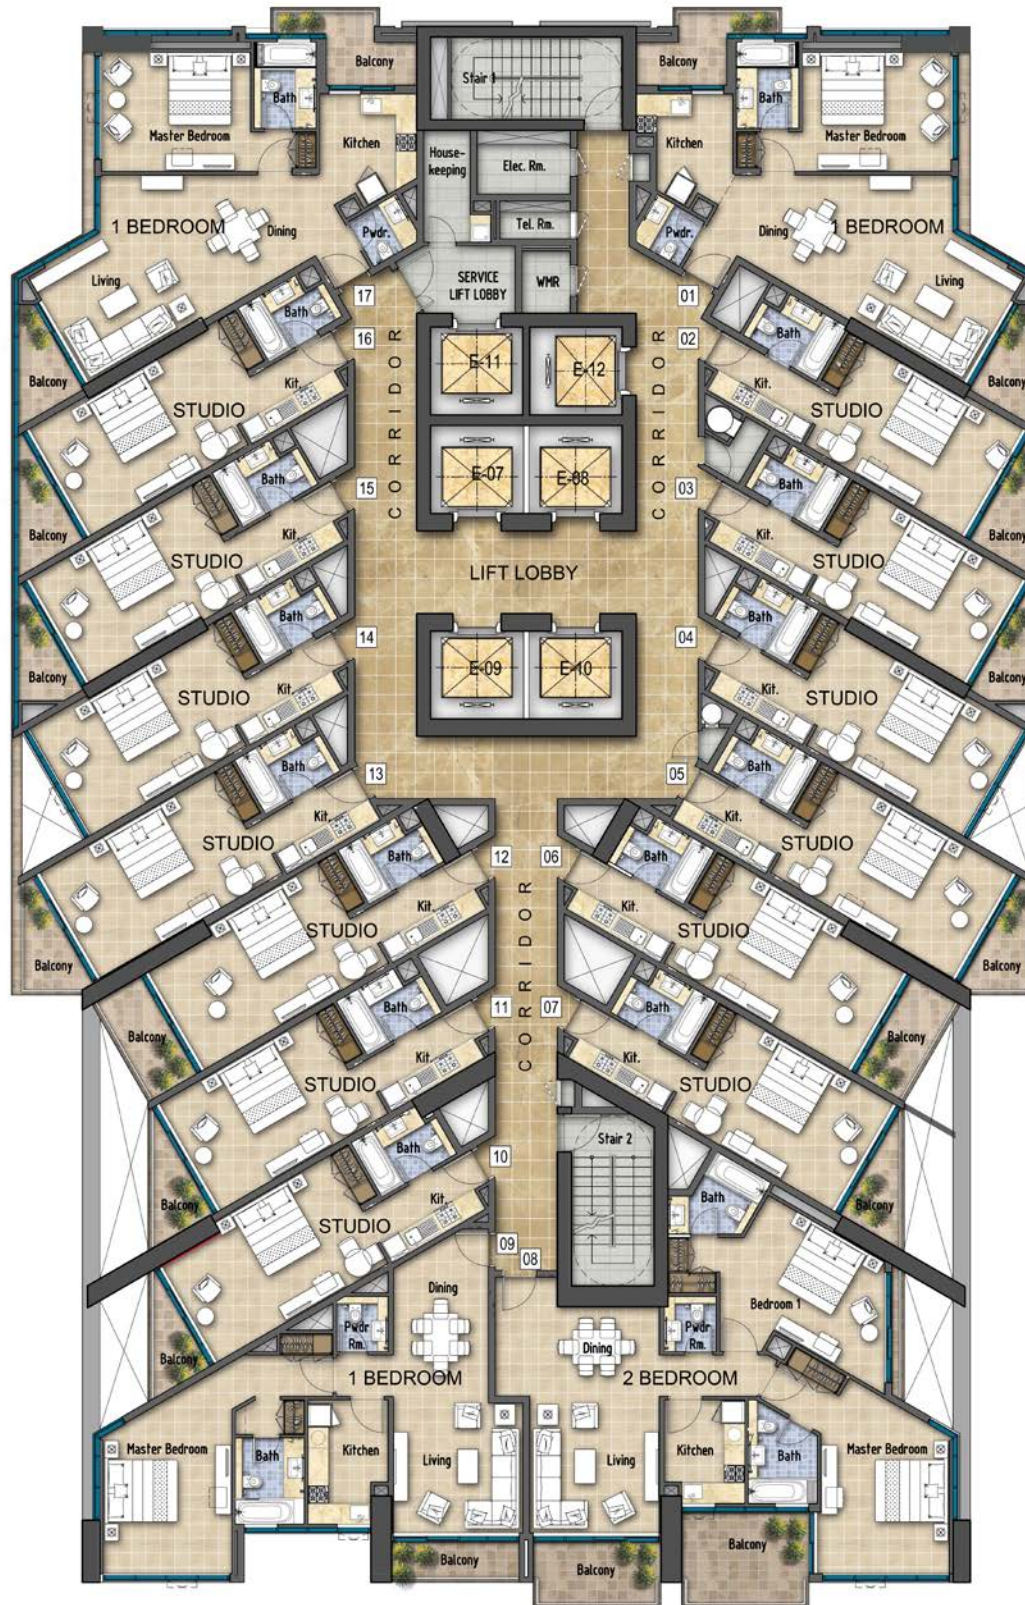 Balcony
Stair 1
Balcony
Bath
Bath
Master Bedroom
Kitchen
House-
keeping
Elec. Rm.
Kitchen
Master Bedroom
1 BEDROOM
Dining
Pwdr.
Tel. Rm.
Pwdr.
Dining
1 BEDROOM
Living
SERVICE
LIFT LOBBY
WMR
Living
17
01
Bath
Bath
16
02
CORRIDOR
CORRIDOR
E-11
E-12
Balcony
Balcony
STUDIO
Kit.
Kit.
STUDIO
Bath
E-07
E-08
Bath
15
03
Balcony
Balcony
STUDIO
Kit.
Kit.
STUDIO
LIFT LOBBY
Bath
Bath
14
04
Balcony
Balcony
STUDIO
Kit.
E-09
E-10
Kit.
STUDIO
Bath
Bath
13
05
STUDIO
Kit.
Kit.
STUDIO
Bath
12
06
Bath
CORRIDOR
Kit.
Kit.
STUDIO
STUDIO
Balcony
Balcony
Bath
11
07
Bath
Balcony
Balcony
STUDIO
Kit.
Kit.
STUDIO
Bath
Stair 2
10
Bath
Balcony
Kit.
Balcony
STUDIO
09
08
Dining
Bedroom 1
Pwdr
Rm.
Dining
Pwdr
Rm.
Balcony
1 BEDROOM
2 BEDROOM
Master Bedroom
Bath
Kitchen
Living
Living
Kitchen
Bath
Master Bedroom
Balcony
Balcony
Balcony